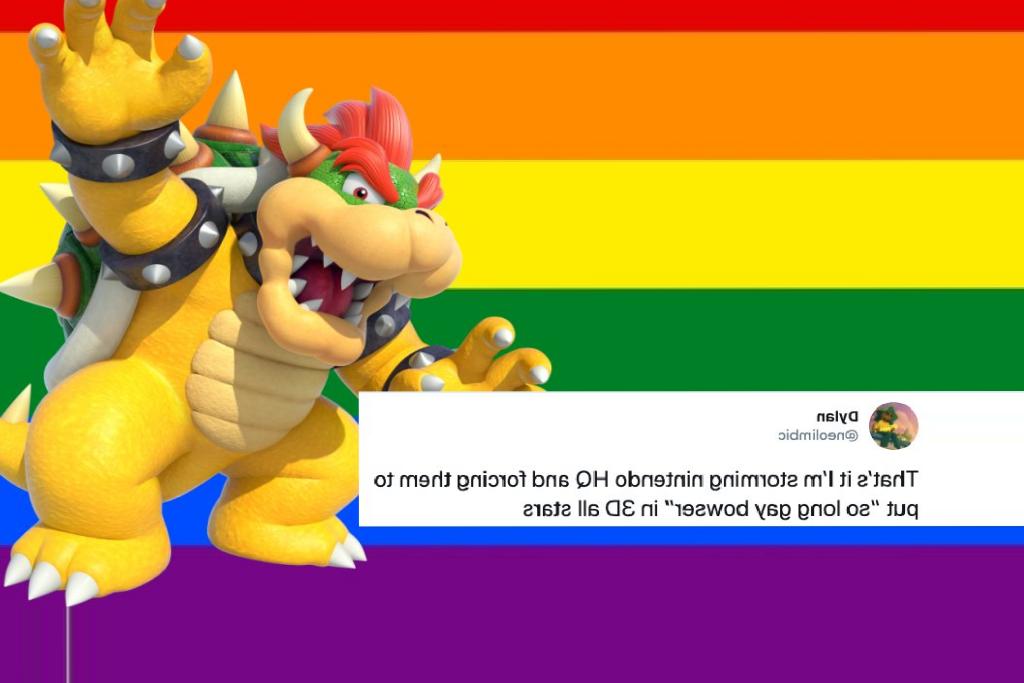 Dylan
@neolimbic
That's it I'm storming nintendo HQ and forcing them to
put "so long gay bowser" in 3D all stars